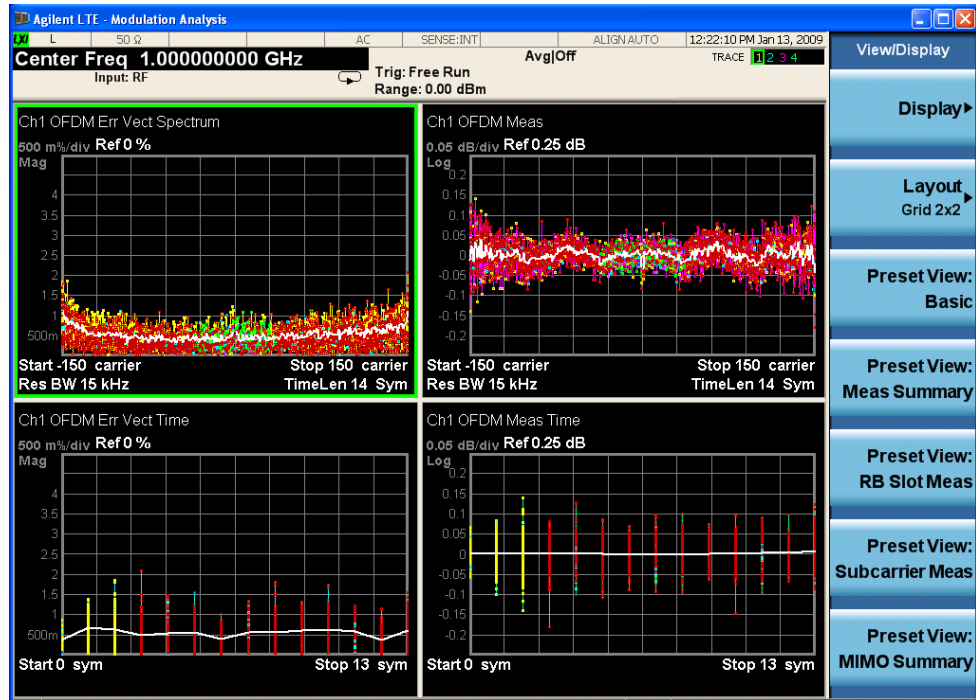 Agilent LTE - Modulation Analysis
LXI L 50 Ω AC SENSE:INT ALIGN AUTO 12:22:10 PM Jan 13, 2009
Center Freq 1.000000000 GHz
Input: RF
Trig: Free Run
Range: 0.00 dBm
Avg|Off
TRACE 1 2 3 4
Ch1 OFDM Err Vect Spectrum
500 m%/div Ref 0 %
Mag
4
3.5
3
2.5
2
1.5
1
500m
Start -150 carrier Stop 150 carrier
Res BW 15 kHz TimeLen 14 Sym
Ch1 OFDM Meas
0.05 dB/div Ref 0.25 dB
Log
0.2
0.15
0.1
0.05
0
-0.05
-0.1
-0.15
-0.2
Start -150 carrier Stop 150 carrier
Res BW 15 kHz TimeLen 14 Sym
Ch1 OFDM Err Vect Time
500 m%/div Ref 0 %
Mag
4
3.5
3
2.5
2
1.5
1
500m
Start 0 sym Stop 13 sym
Ch1 OFDM Meas Time
0.05 dB/div Ref 0.25 dB
Log
0.2
0.15
0.1
0.05
0
-0.05
-0.1
-0.15
-0.2
Start 0 sym Stop 13 sym
View/Display
Display
Layout
Grid 2x2
Preset View:
Basic
Preset View:
Meas Summary
Preset View:
RB Slot Meas
Preset View:
Subcarrier Meas
Preset View:
MIMO Summary